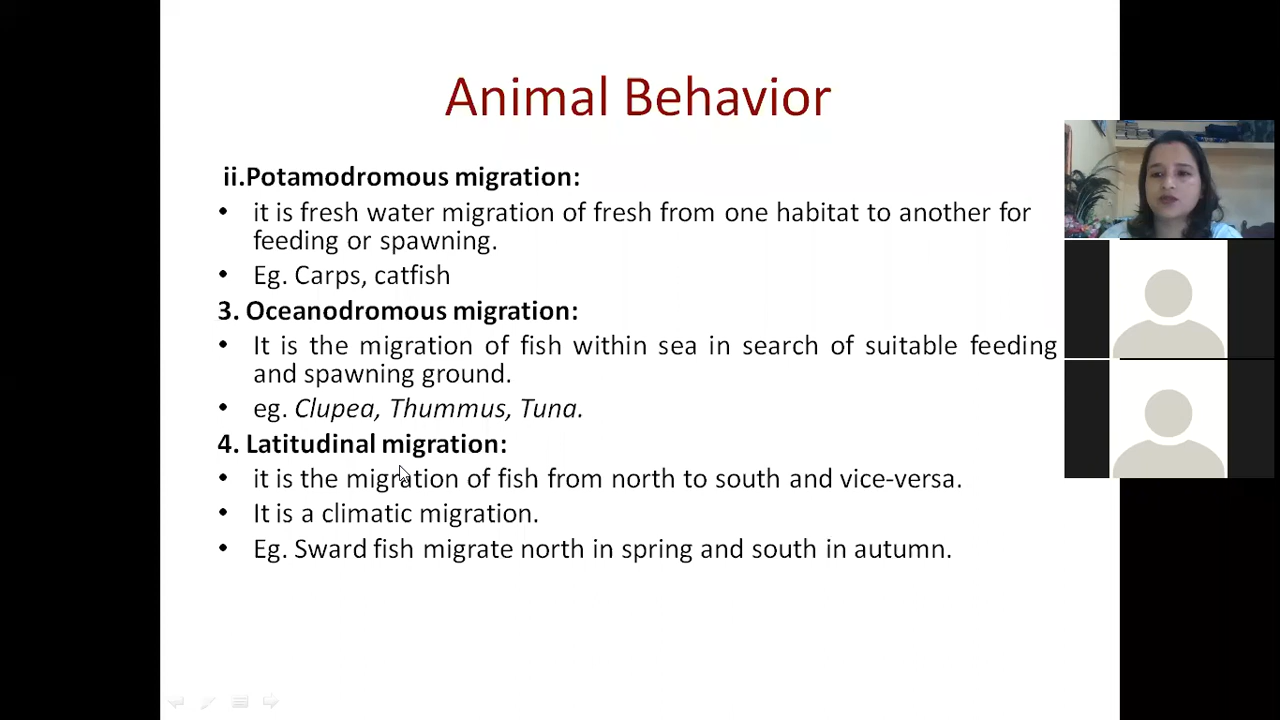 Animal Behavior
ii.Potamodromous migration:
• it is fresh water migration of fresh from one habitat to another for
feeding or spawning.
• Eg. Carps, catfish
3. Oceanodromous migration:
• It is the migration of fish within sea in search of suitable feeding
and spawning ground.
• eg. Clupea, Thummus, Tuna.
4. Latitudinal migration:
• it is the migration of fish from north to south and vice-versa.
• It is a climatic migration.
• Eg. Sward fish migrate north in spring and south in autumn.